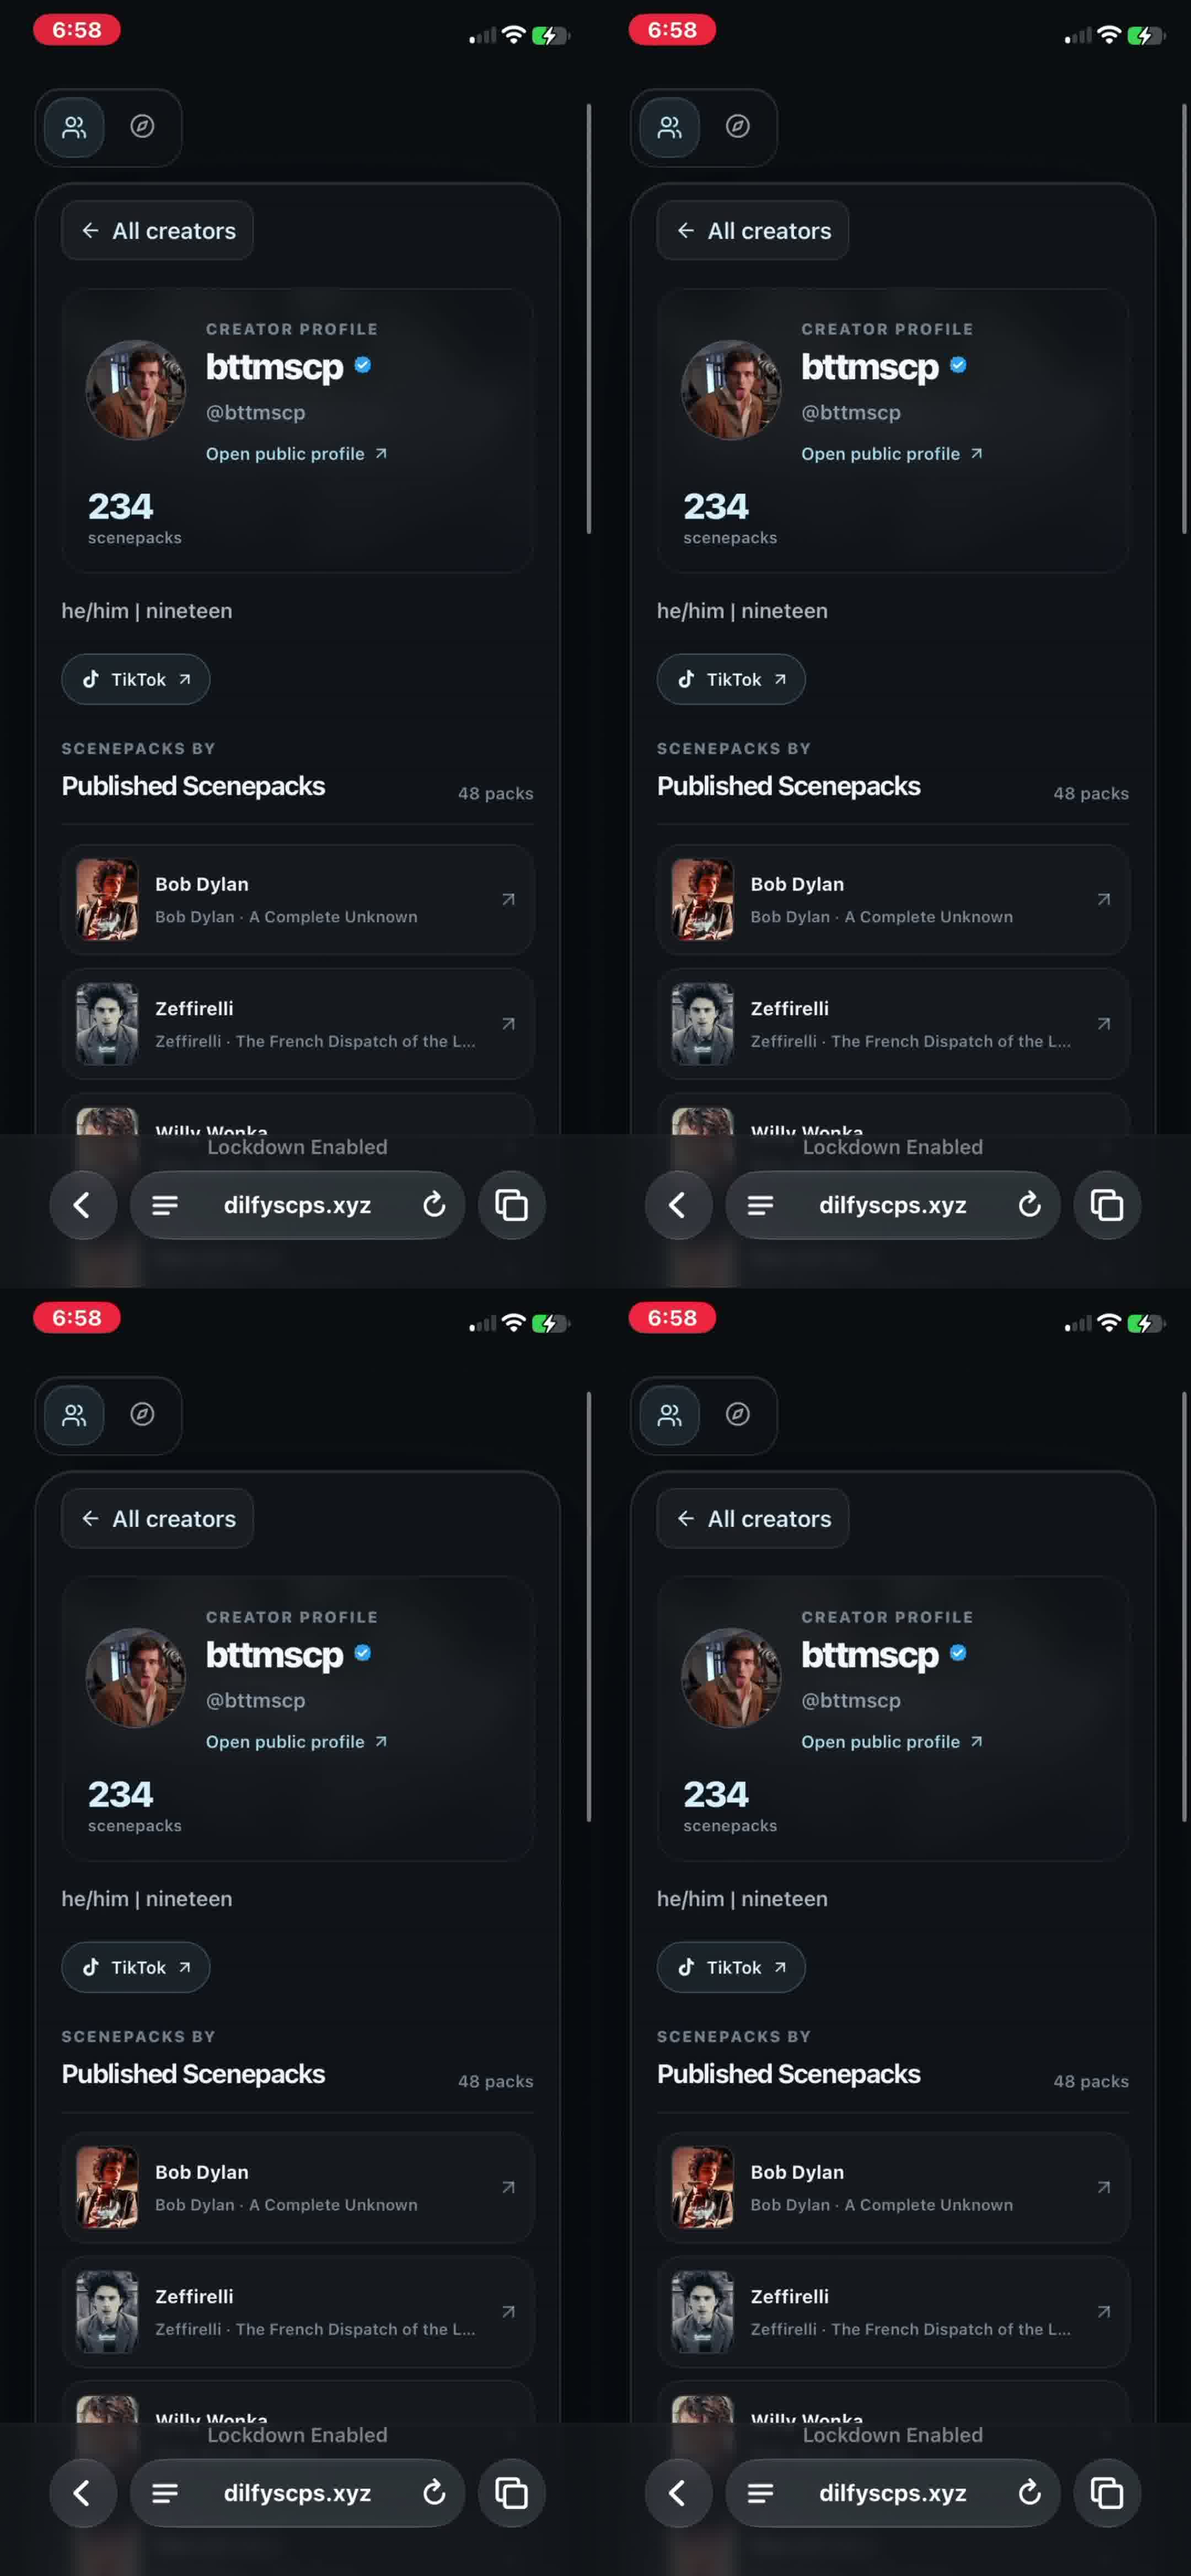 6:58
All creators
CREATOR PROFILE
bttmscp
@bttmscp
Open public profile
234
scenepacks
he/him | nineteen
TikTok
SCENEPACKS BY
Published Scenepacks
48 packs
Bob Dylan
Bob Dylan · A Complete Unknown
Zeffirelli
Zeffirelli · The French Dispatch of the L...
Willy Wonka
Lockdown Enabled
dilfyscps.xyz
6:58
All creators
CREATOR PROFILE
bttmscp
@bttmscp
Open public profile
234
scenepacks
he/him | nineteen
TikTok
SCENEPACKS BY
Published Scenepacks
48 packs
Bob Dylan
Bob Dylan · A Complete Unknown
Zeffirelli
Zeffirelli · The French Dispatch of the L...
Willy Wonka
Lockdown Enabled
dilfyscps.xyz
6:58
All creators
CREATOR PROFILE
bttmscp
@bttmscp
Open public profile
234
scenepacks
he/him | nineteen
TikTok
SCENEPACKS BY
Published Scenepacks
48 packs
Bob Dylan
Bob Dylan · A Complete Unknown
Zeffirelli
Zeffirelli · The French Dispatch of the L...
Willy Wonka
Lockdown Enabled
dilfyscps.xyz
6:58
All creators
CREATOR PROFILE
bttmscp
@bttmscp
Open public profile
234
scenepacks
he/him | nineteen
TikTok
SCENEPACKS BY
Published Scenepacks
48 packs
Bob Dylan
Bob Dylan · A Complete Unknown
Zeffirelli
Zeffirelli · The French Dispatch of the L...
Willy Wonka
Lockdown Enabled
dilfyscps.xyz